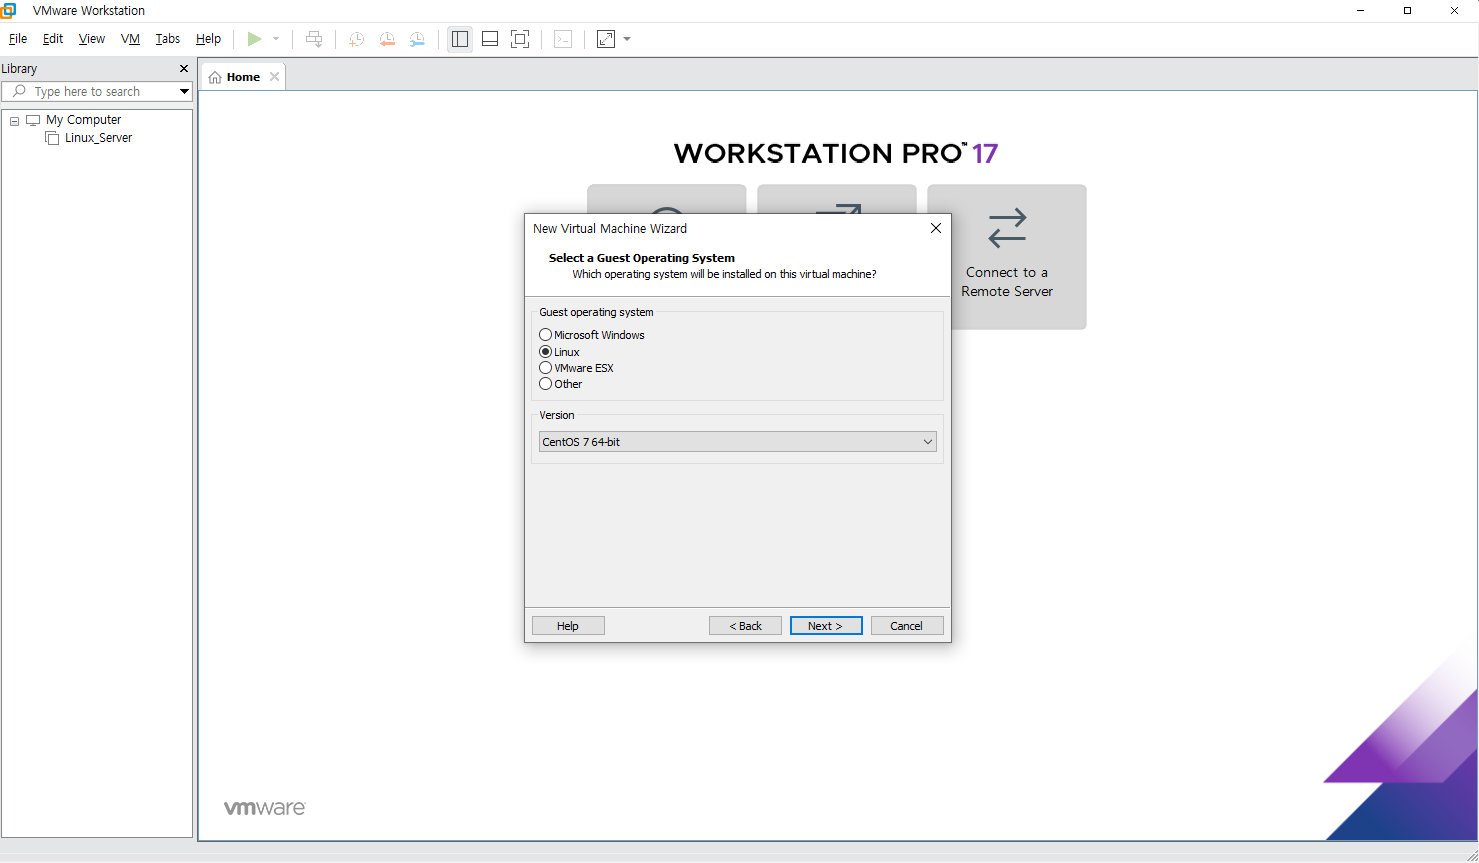 VMware Workstation
File Edit View VM Tabs Help
Library
Type here to search
My Computer
Linux_Server
Home
WORKSTATION PRO™ 17
Connect to a
Remote Server
New Virtual Machine Wizard
Select a Guest Operating System
Which operating system will be installed on this virtual machine?
Guest operating system
Microsoft Windows
Linux
VMware ESX
Other
Version
CentOS 7 64-bit
Help < Back Next > Cancel
vmware